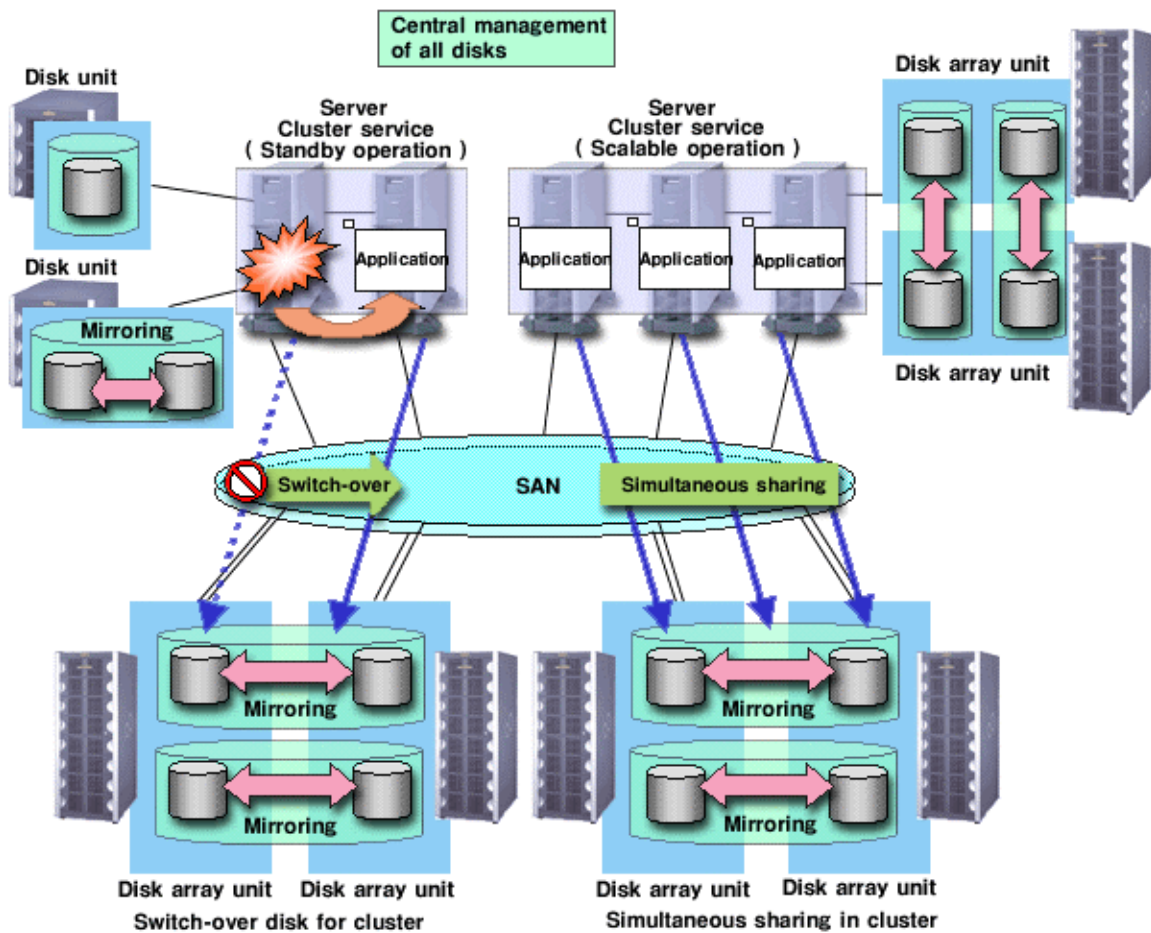 Central management
of all disks
Disk unit
Disk array unit
Server
Cluster service
( Standby operation )
Server
Cluster service
( Scalable operation )
Application
Application
Application
Application
Disk unit
Mirroring
Disk array unit
Switch-over
SAN
Simultaneous sharing
Mirroring
Mirroring
Mirroring
Mirroring
Disk array unit
Disk array unit
Disk array unit
Disk array unit
Switch-over disk for cluster
Simultaneous sharing in cluster